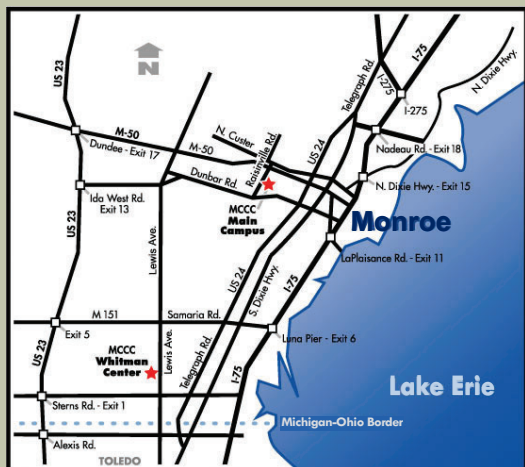 US 23
N
Telegraph Rd.
I-75
I-275
N. Dixie Hwy.
I-275
M-50
N. Custer
Raisinville Rd.
US 24
Dundee - Exit 17
M-50
Nadeau Rd. - Exit 18
Dunbar Rd.
N. Dixie Hwy. - Exit 15
Ida West Rd.
Exit 13
MCCC
Main
Campus
Monroe
US 23
Lewis Ave.
LaPlaisance Rd. - Exit 11
US 24
S. Dixie Hwy.
I-75
M 151
Samaria Rd.
Exit 5
Luna Pier - Exit 6
MCCC
Whitman
Center
Lewis Ave.
Telegraph Rd.
I-75
US 23
Lake Erie
Sterns Rd. - Exit 1
Michigan-Ohio Border
Alexis Rd.
TOLEDO